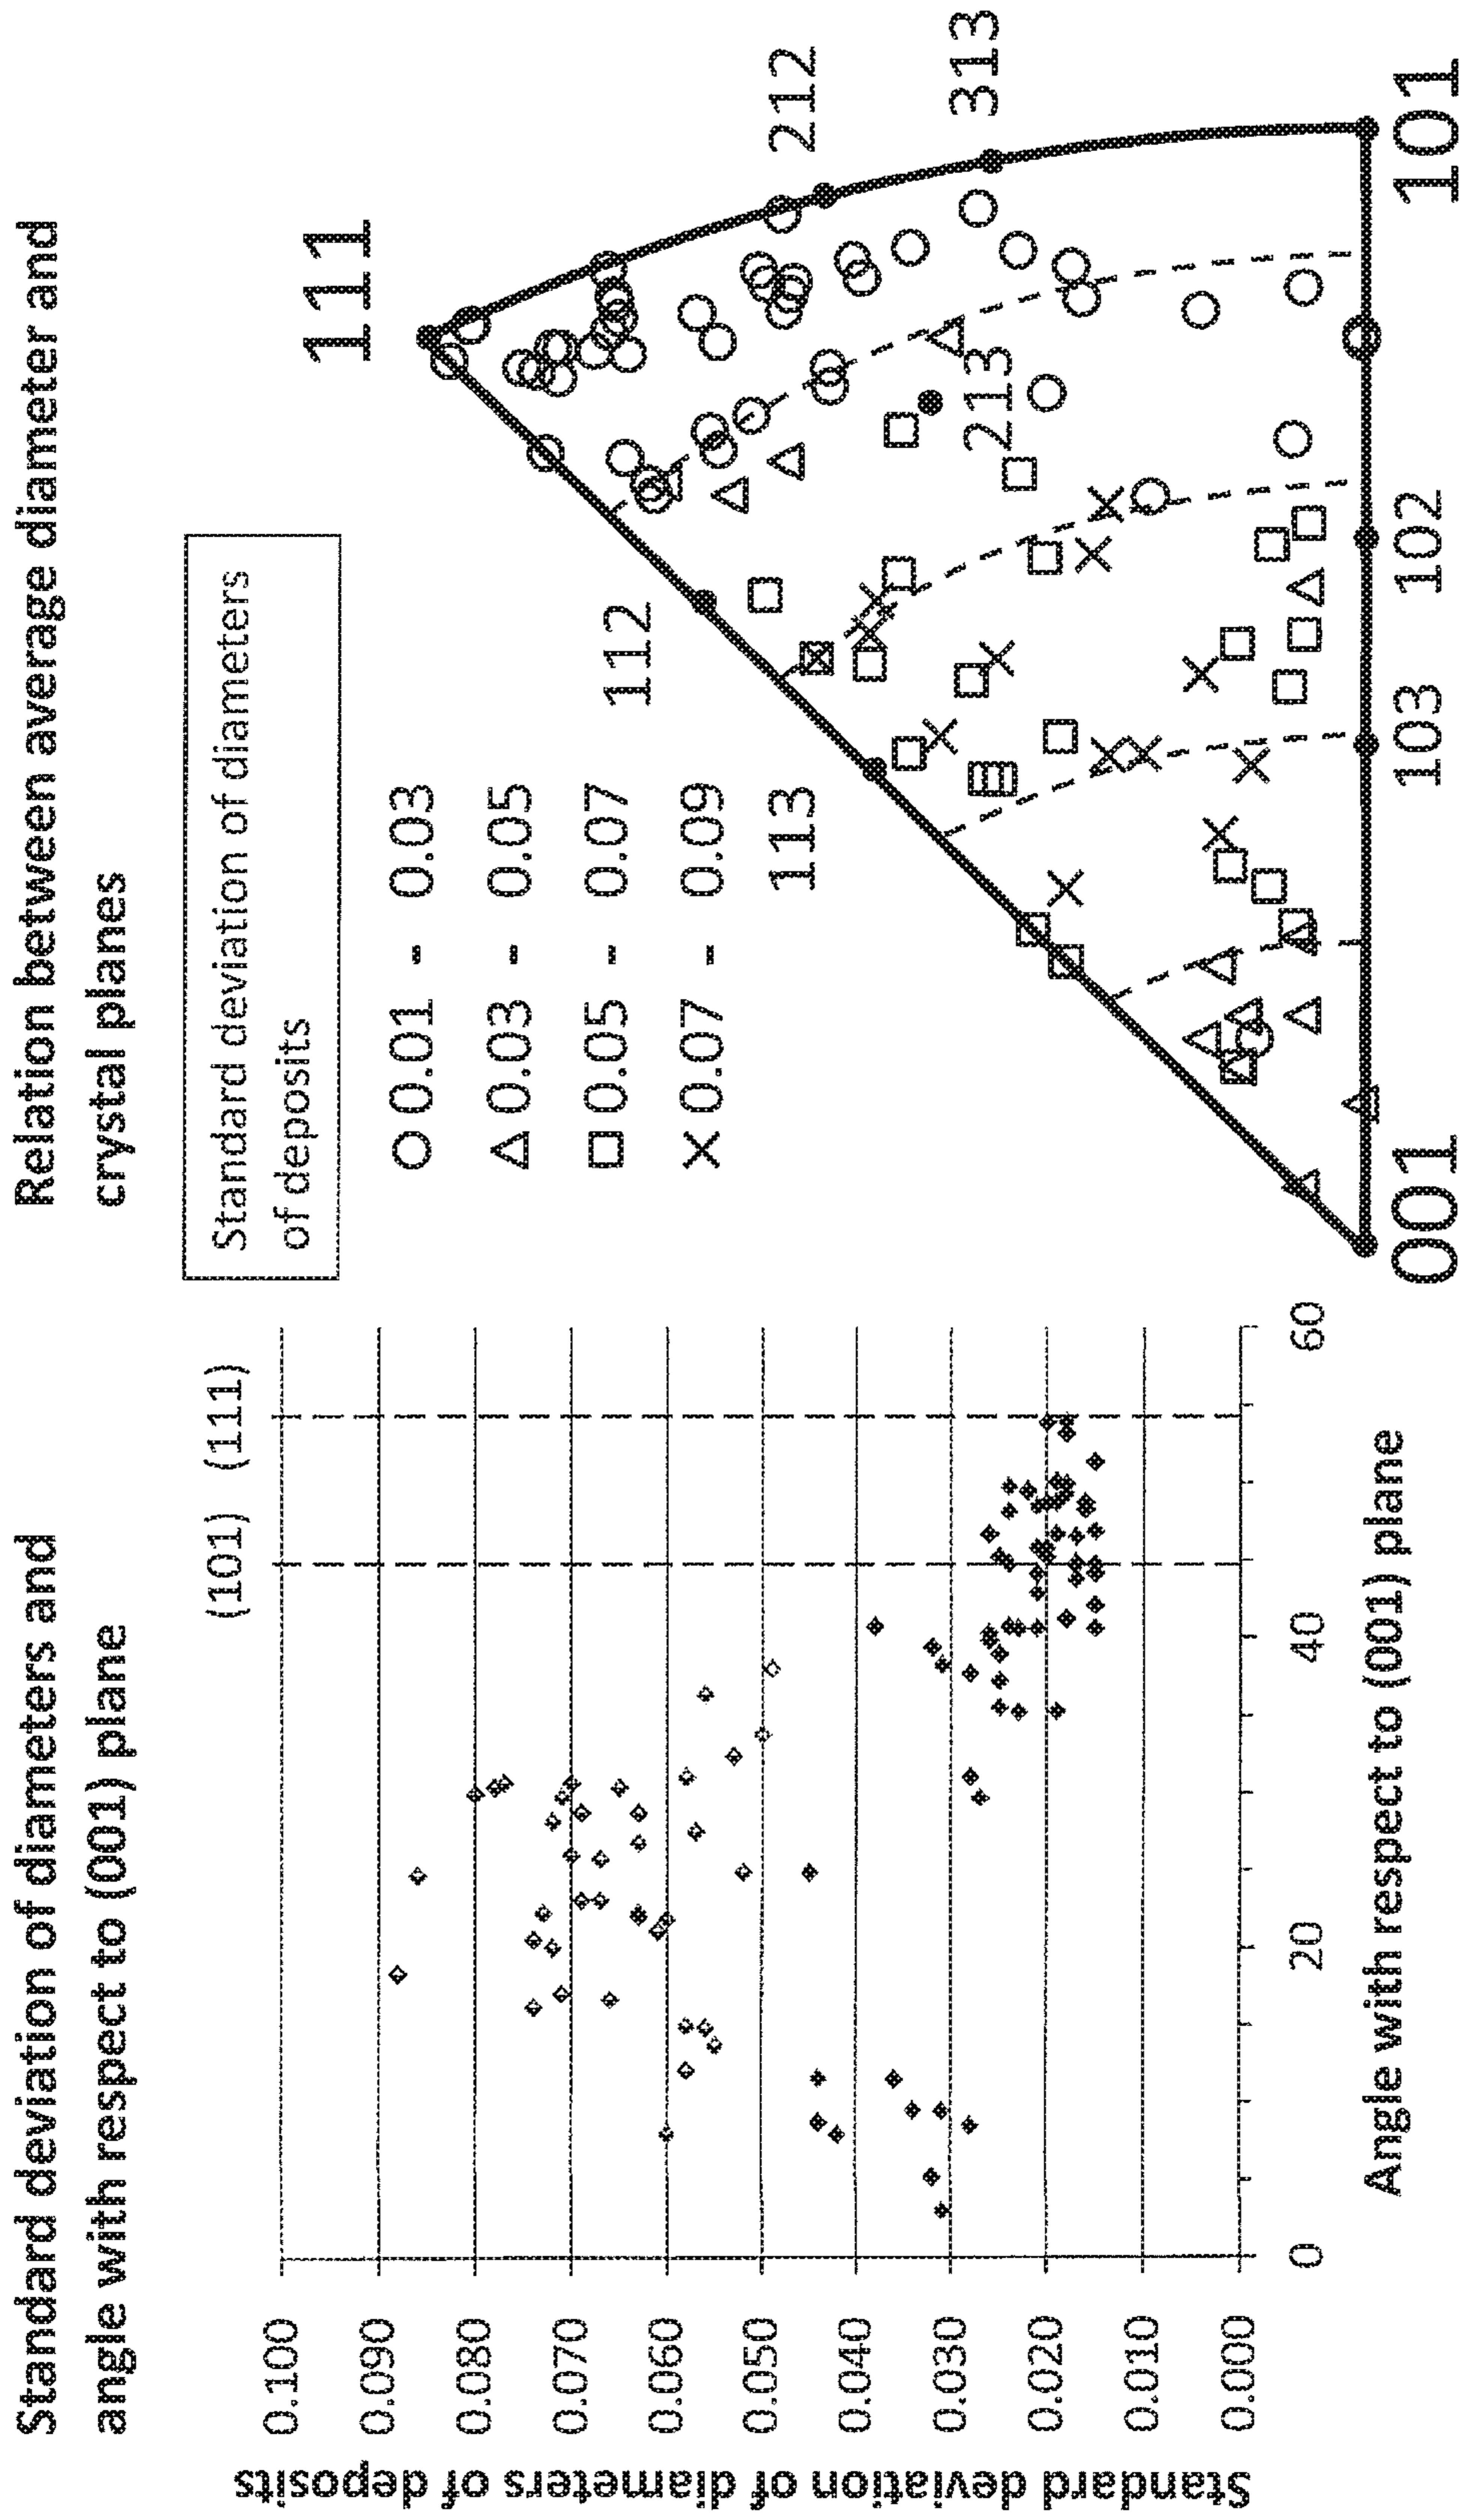 Standard deviation of diameters and
angle with respect to (001) plane
(101) (111)
Standard deviation of diameters of deposits
0.100
0.090
0.080
0.070
0.060
0.050
0.040
0.030
0.020
0.010
0.000
0 20 40 60
Angle with respect to (001) plane
Relation between average diameter and
crystal planes
Standard deviation of diameters
of deposits
○ 0.01 - 0.03
△ 0.03 - 0.05
□ 0.05 - 0.07
× 0.07 - 0.09
111
212
313
112
213
113
001 103 102 101